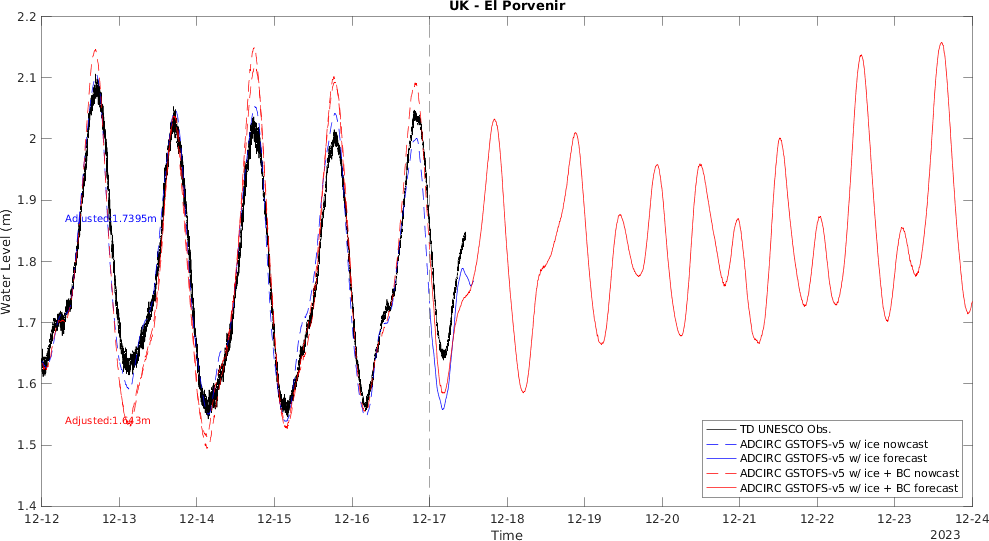 UK - El Porvenir
Water Level (m)
2.2
2.1
2
1.9
1.8
1.7
1.6
1.5
1.4
Adjusted:1.7395m
Adjusted:1.643m
TD UNESCO Obs.
ADCIRC GSTOFS-v5 w/ ice nowcast
ADCIRC GSTOFS-v5 w/ ice forecast
ADCIRC GSTOFS-v5 w/ ice + BC nowcast
ADCIRC GSTOFS-v5 w/ ice + BC forecast
12-12 12-13 12-14 12-15 12-16 12-17 12-18 12-19 12-20 12-21 12-22 12-23 12-24
Time
2023